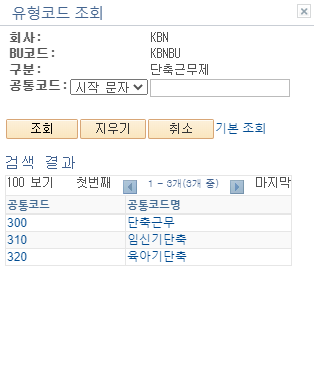 유형코드 조회
회사: KBN
BU코드: KBNBU
구분: 단축근무제
공통코드: 시작 문자
조회 지우기 취소 기본 조회
검색 결과
100 보기 첫번째 1 - 3개(3개 중) 마지막
공통코드 공통코드명
300 단축근무
310 임신기단축
320 육아기단축